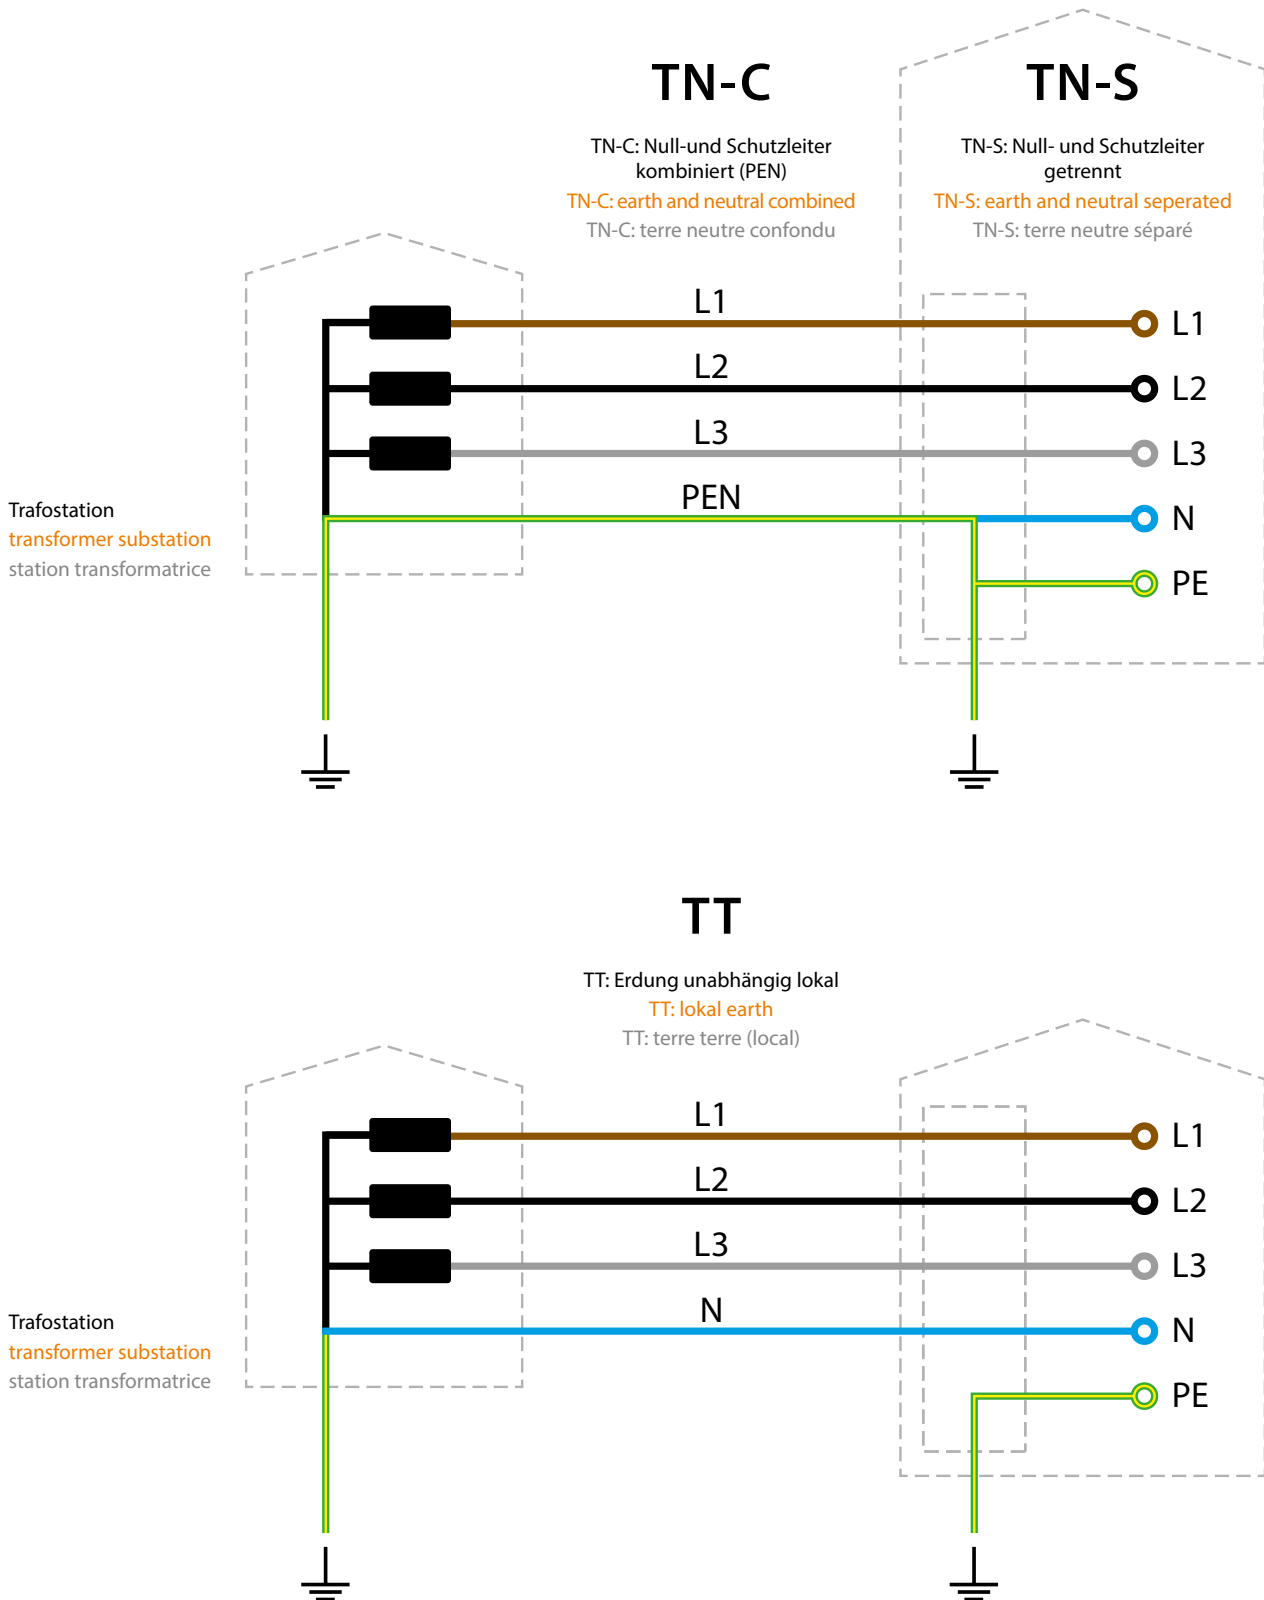 TN-C
TN-S
TN-C: Null-und Schutzleiter
kombiniert (PEN)
TN-C: earth and neutral combined
TN-C: terre neutre confondu
TN-S: Null- und Schutzleiter
getrennt
TN-S: earth and neutral seperated
TN-S: terre neutre séparé
L1
L1
L2
L2
L3
L3
PEN
N
PE
Trafostation
transformer substation
station transformatrice
TT
TT: Erdung unabhängig lokal
TT: lokal earth
TT: terre terre (local)
L1
L1
L2
L2
L3
L3
N
N
PE
Trafostation
transformer substation
station transformatrice